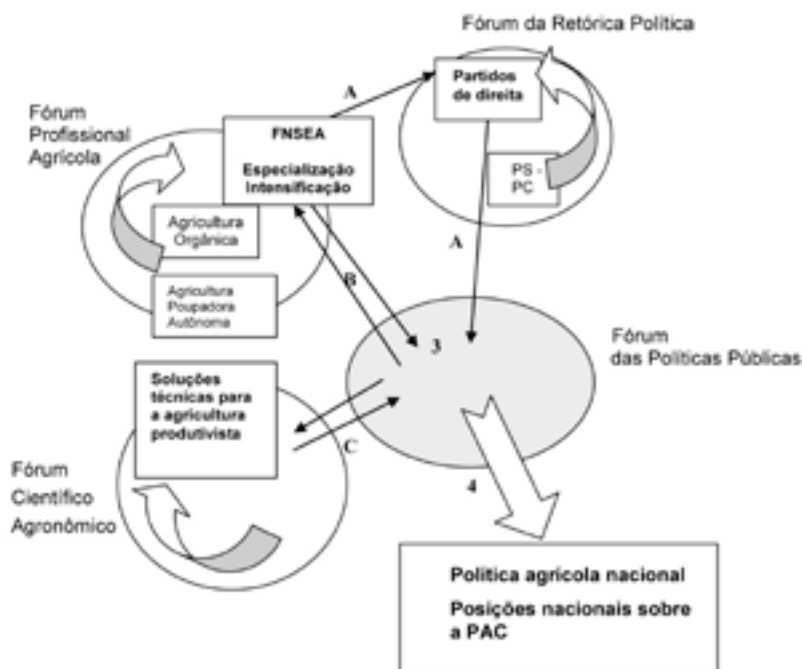 Fórum da Retórica Política
A
Partidos
de direita
PS -
PC
Fórum
Profissional
Agrícola
FNSEA
Especialização
Intensificação
Agricultura
Orgânica
Agricultura
Poupadora
Autônoma
A
B
3
Fórum
das Políticas Públicas
Soluções
técnicas para
a agricultura
produtivista
C
Fórum
Científico
Agronômico
4
Política agrícola nacional
Posições nacionais sobre
a PAC